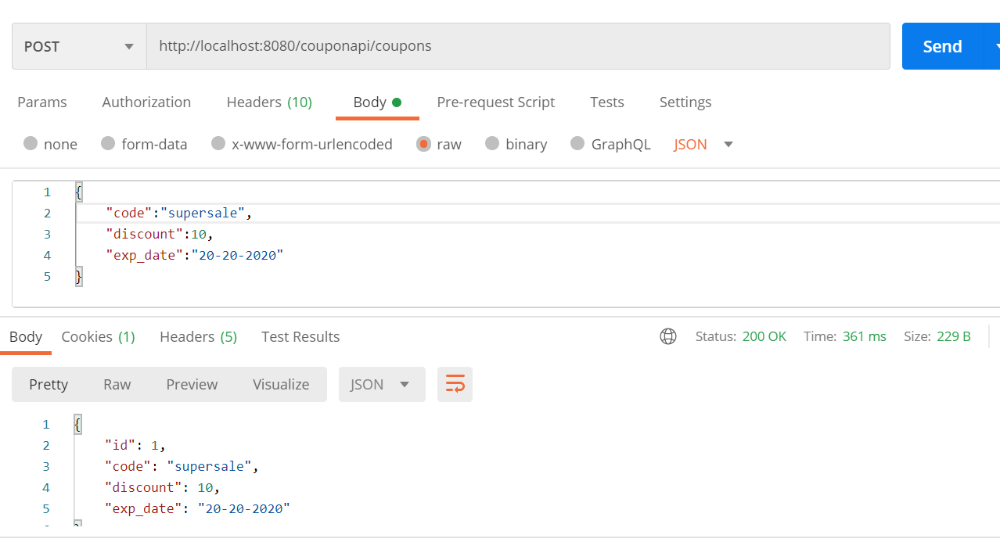 POST http://localhost:8080/couponapi/coupons Send
Params Authorization Headers (10) Body Pre-request Script Tests Settings
none form-data x-www-form-urlencoded raw binary GraphQL JSON
1 {
2 "code":"supersale",
3 "discount":10,
4 "exp_date":"20-20-2020"
5 }
Body Cookies (1) Headers (5) Test Results Status: 200 OK Time: 361 ms Size: 229 B
Pretty Raw Preview Visualize JSON
1 {
2 "id": 1,
3 "code": "supersale",
4 "discount": 10,
5 "exp_date": "20-20-2020"